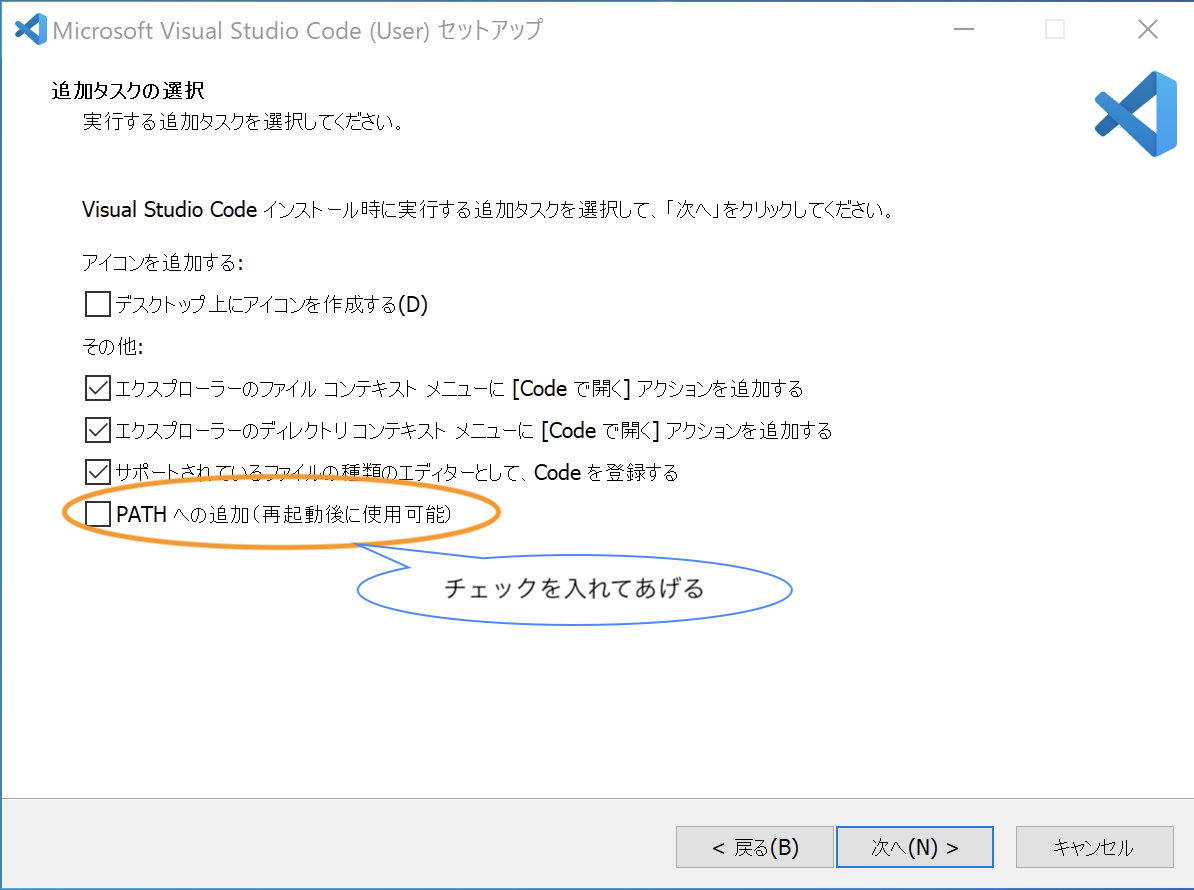 Microsoft Visual Studio Code (User) セットアップ
追加タスクの選択
実行する追加タスクを選択してください。
Visual Studio Code インストール時に実行する追加タスクを選択して、「次へ」をクリックしてください。
アイコンを追加する:
デスクトップ上にアイコンを作成する(D)
その他:
エクスプローラーのファイル コンテキスト メニューに [Code で開く] アクションを追加する
エクスプローラーのディレクトリ コンテキスト メニューに [Code で開く] アクションを追加する
サポートされているファイルの種類のエディターとして、Code を登録する
PATH への追加（再起動後に使用可能）
チェックを入れてあげる
< 戻る(B)
次へ(N) >
キャンセル